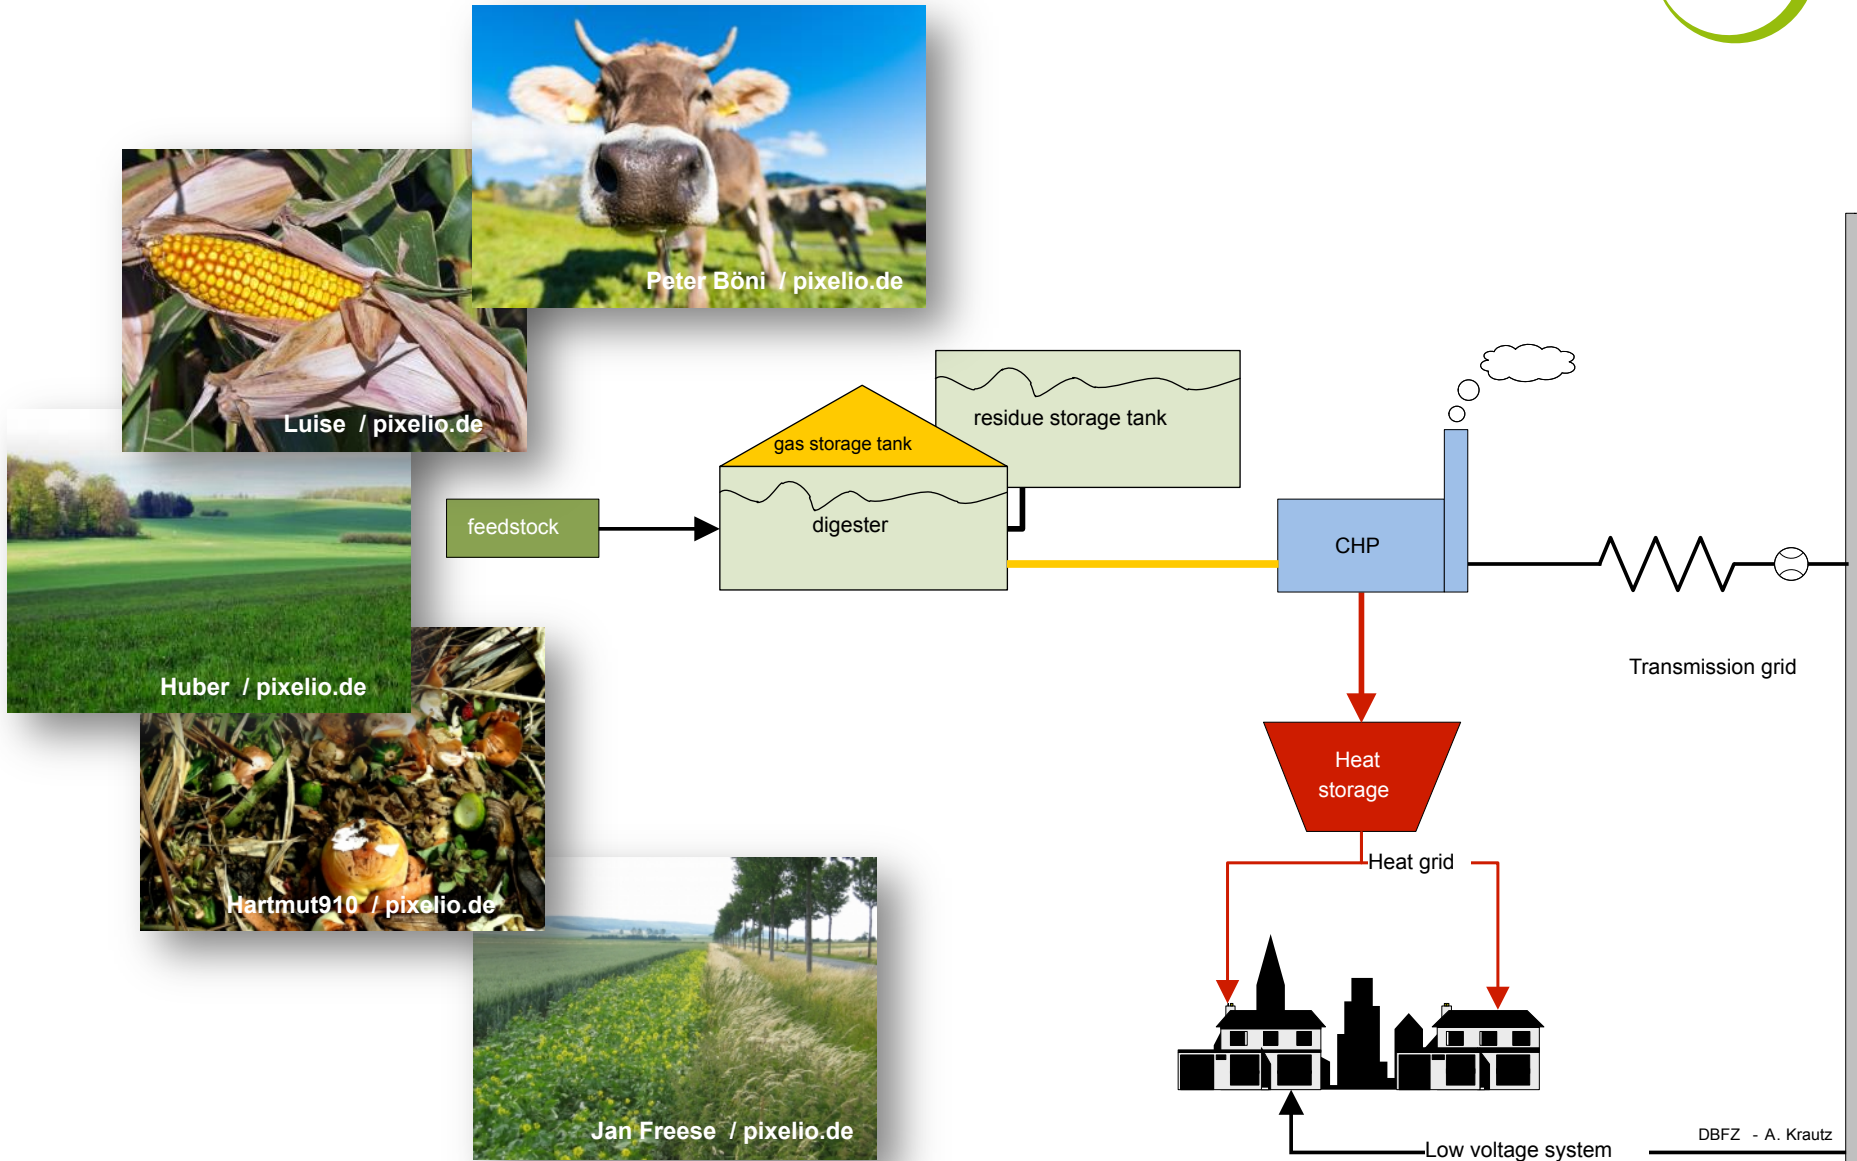 Peter Böni / pixelio.de
Luise / pixelio.de
residue storage tank
gas storage tank
feedstock
digester
CHP
Transmission grid
Huber / pixelio.de
Heat
storage
Heat grid
Hartmut910 / pixelio.de
Jan Freese / pixelio.de
Low voltage system
DBFZ - A. Krautz